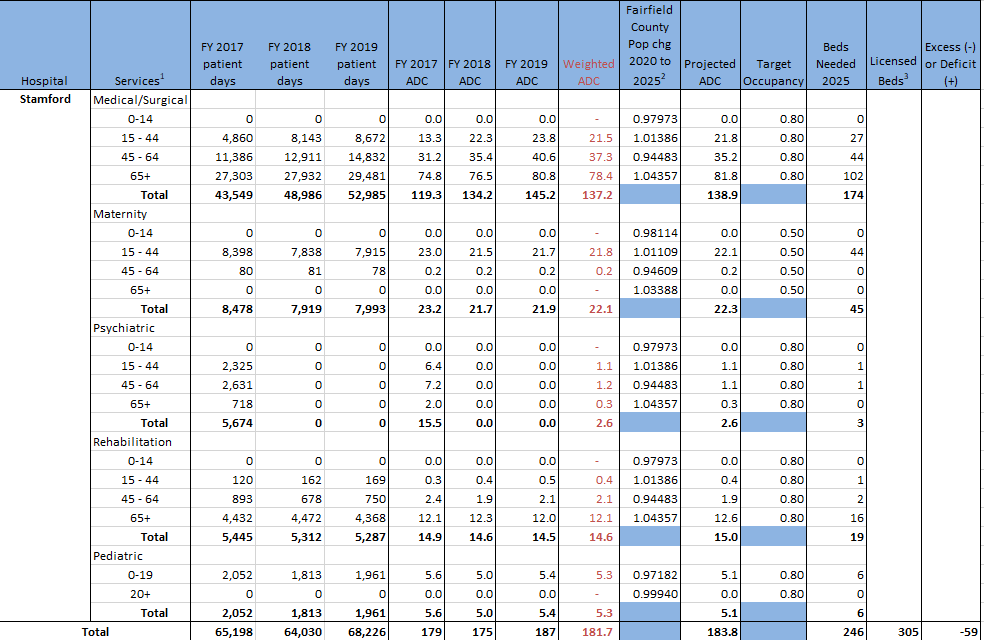 Hospital Services1 FY 2017 patient days FY 2018 patient days FY 2019 patient days FY 2017 ADC FY 2018 ADC FY 2019 ADC Weighted ADC Fairfield County Pop chg 2020 to 20252 Projected ADC Target Occupancy Beds Needed 2025 Licensed Beds3 Excess (-) or Deficit (+)
Stamford Medical/Surgical
0-14 0 0 0 0.0 0.0 0.0 - 0.97973 0.0 0.80 0
15 - 44 4,860 8,143 8,672 13.3 22.3 23.8 21.5 1.01386 21.8 0.80 27
45 - 64 11,386 12,911 14,832 31.2 35.4 40.6 37.3 0.94483 35.2 0.80 44
65+ 27,303 27,932 29,481 74.8 76.5 80.8 78.4 1.04357 81.8 0.80 102
Total 43,549 48,986 52,985 119.3 134.2 145.2 137.2 138.9 174
Maternity
0-14 0 0 0 0.0 0.0 0.0 - 0.98114 0.0 0.50 0
15 - 44 8,398 7,838 7,915 23.0 21.5 21.7 21.8 1.01109 22.1 0.50 44
45 - 64 80 81 78 0.2 0.2 0.2 0.2 0.94609 0.2 0.50 0
65+ 0 0 0 0.0 0.0 0.0 - 1.03388 0.0 0.50 0
Total 8,478 7,919 7,993 23.2 21.7 21.9 22.1 22.3 45
Psychiatric
0-14 0 0 0 0.0 0.0 0.0 - 0.97973 0.0 0.80 0
15 - 44 2,325 0 0 6.4 0.0 0.0 1.1 1.01386 1.1 0.80 1
45 - 64 2,631 0 0 7.2 0.0 0.0 1.2 0.94483 1.1 0.80 1
65+ 718 0 0 2.0 0.0 0.0 0.3 1.04357 0.3 0.80 0
Total 5,674 0 0 15.5 0.0 0.0 2.6 2.6 3
Rehabilitation
0-14 0 0 0 0.0 0.0 0.0 - 0.97973 0.0 0.80 0
15 - 44 120 162 169 0.3 0.4 0.5 0.4 1.01386 0.4 0.80 1
45 - 64 893 678 750 2.4 1.9 2.1 2.1 0.94483 1.9 0.80 2
65+ 4,432 4,472 4,368 12.1 12.3 12.0 12.1 1.04357 12.6 0.80 16
Total 5,445 5,312 5,287 14.9 14.6 14.5 14.6 15.0 19
Pediatric
0-19 2,052 1,813 1,961 5.6 5.0 5.4 5.3 0.97182 5.1 0.80 6
20+ 0 0 0 0.0 0.0 0.0 - 0.99940 0.0 0.80 0
Total 2,052 1,813 1,961 5.6 5.0 5.4 5.3 5.1 6
Total 65,198 64,030 68,226 179 175 187 181.7 183.8 246 305 -59